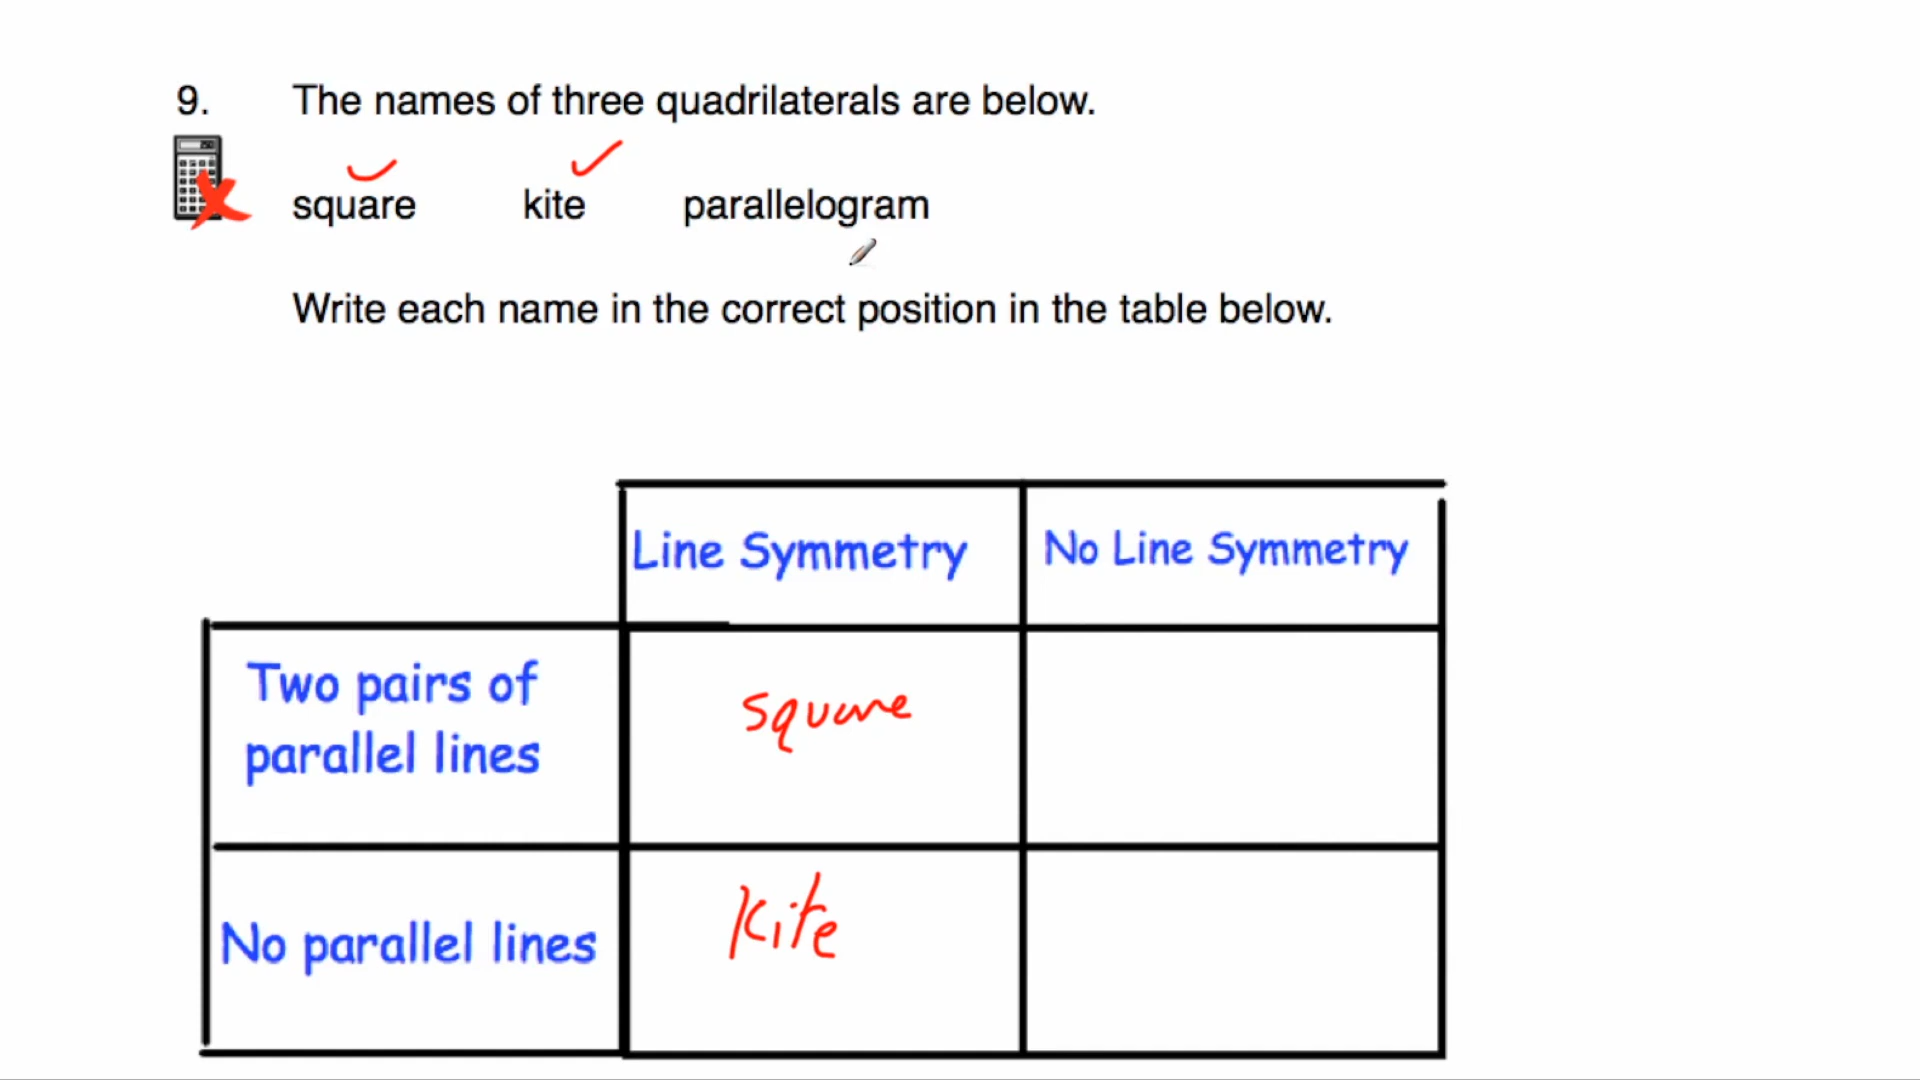 9. The names of three quadrilaterals are below.
square kite parallelogram
Write each name in the correct position in the table below.
Line Symmetry No Line Symmetry
Two pairs of
parallel lines
square
No parallel lines
kite